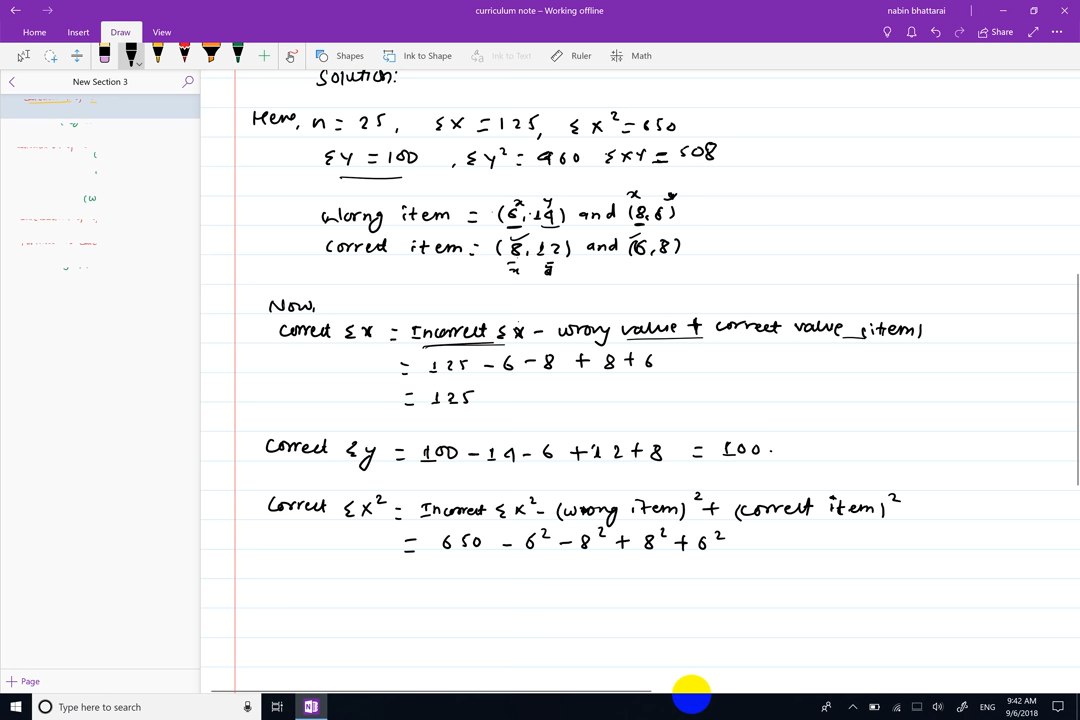 curriculum note – Working offline
nabin bhattarai
Home Insert Draw View
Share
Shapes Ink to Shape Ink to Text Ruler Math
New Section 3
Solution:
Here, n = 25, Σx = 125, Σx² = 650
Σy = 100, Σy² = 960 Σxy = 508
x y x y
wrong item = (6, 14) and (8, 6)
correct item = (8, 12) and (6, 8)
x y
Now,
correct Σx = Incorrect Σx – wrong value + correct value (item)
= 125 – 6 – 8 + 8 + 6
= 125
Correct Σy = 100 – 14 – 6 + 12 + 8 = 100.
Correct Σx² = Incorrect Σx² – (wrong item)² + (correct item)²
= 650 – 6² – 8² + 8² + 6²
+ Page
Type here to search
ENG
9:42 AM
9/6/2018